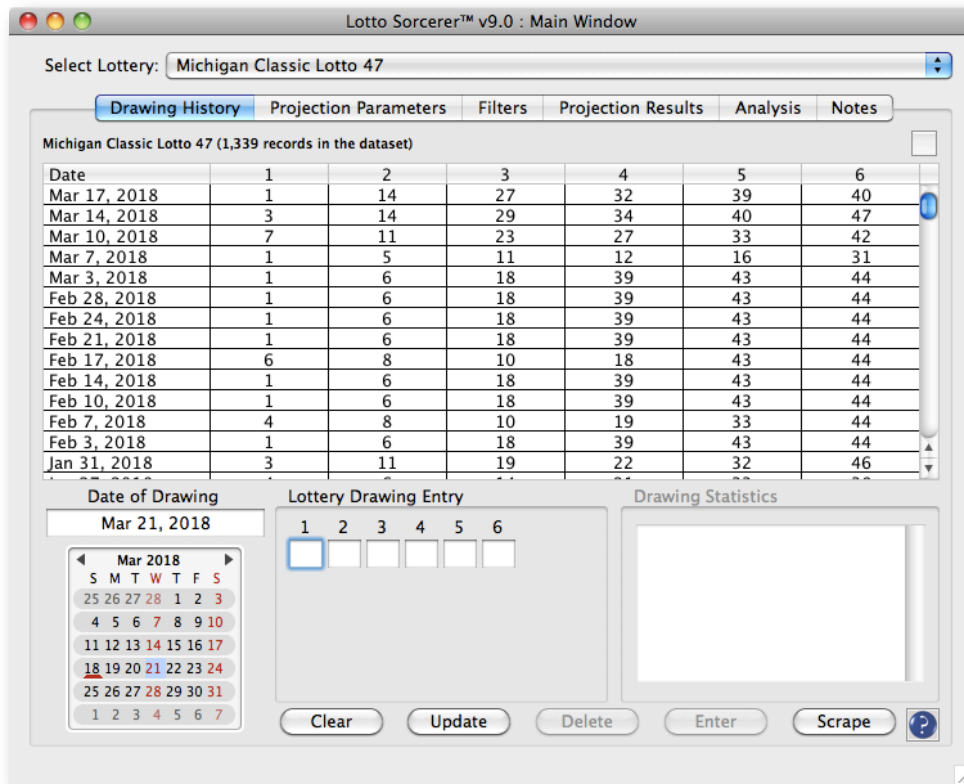 Lotto Sorcerer™ v9.0 : Main Window
Select Lottery: Michigan Classic Lotto 47
Drawing History Projection Parameters Filters Projection Results Analysis Notes
Michigan Classic Lotto 47 (1,339 records in the dataset)
Date 1 2 3 4 5 6
Mar 17, 2018 1 14 27 32 39 40
Mar 14, 2018 3 14 29 34 40 47
Mar 10, 2018 7 11 23 27 33 42
Mar 7, 2018 1 5 11 12 16 31
Mar 3, 2018 1 6 18 39 43 44
Feb 28, 2018 1 6 18 39 43 44
Feb 24, 2018 1 6 18 39 43 44
Feb 21, 2018 1 6 18 39 43 44
Feb 17, 2018 6 8 10 18 43 44
Feb 14, 2018 1 6 18 39 43 44
Feb 10, 2018 1 6 18 39 43 44
Feb 7, 2018 4 8 10 19 33 44
Feb 3, 2018 1 6 18 39 43 44
Jan 31, 2018 3 11 19 22 32 46
Date of Drawing Lottery Drawing Entry Drawing Statistics
Mar 21, 2018
1 2 3 4 5 6
Mar 2018
S M T W T F S
25 26 27 28 1 2 3
4 5 6 7 8 9 10
11 12 13 14 15 16 17
18 19 20 21 22 23 24
25 26 27 28 29 30 31
1 2 3 4 5 6 7
Clear Update Delete Enter Scrape ?